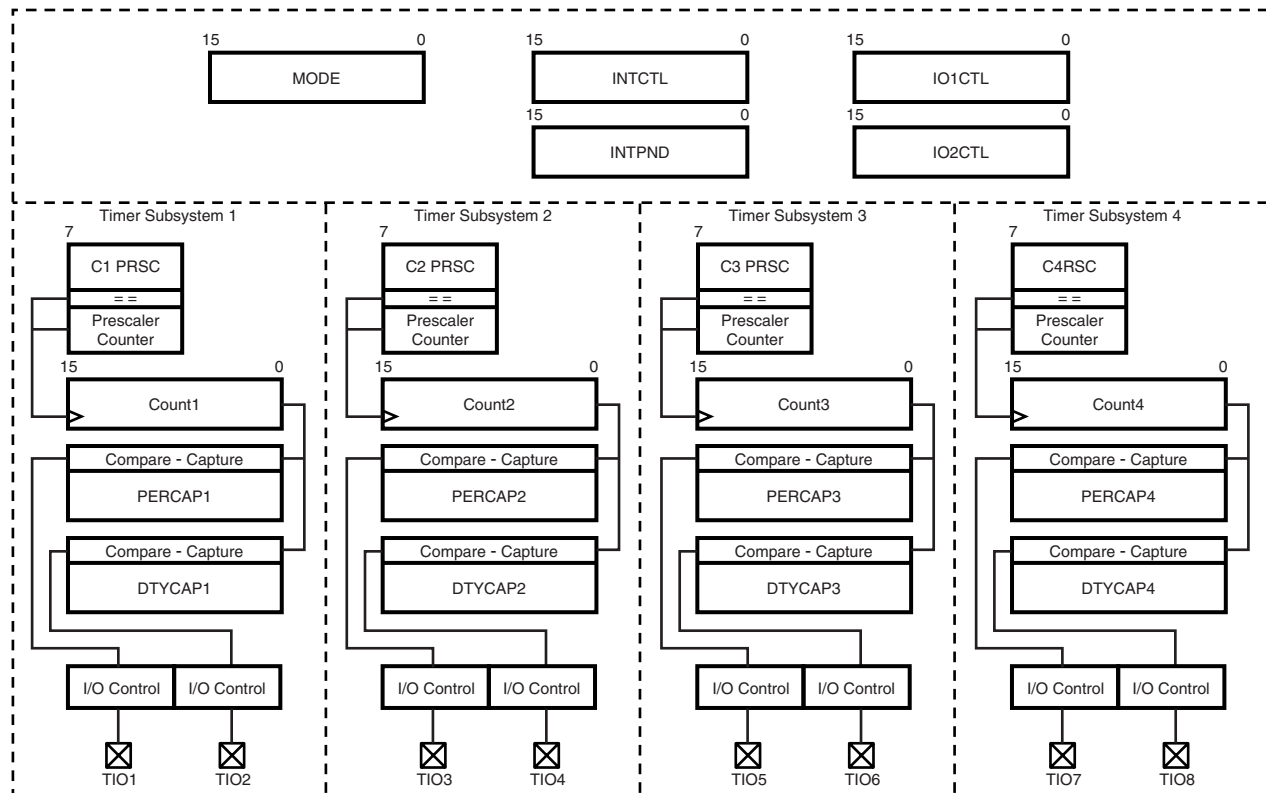 15 0 15 0 15 0
MODE INTCTL IO1CTL
15 0 15 0
INTPND IO2CTL
Timer Subsystem 1 Timer Subsystem 2 Timer Subsystem 3 Timer Subsystem 4
7 7 7 7
C1 PRSC C2 PRSC C3 PRSC C4RSC
= = = = = = = =
Prescaler Prescaler Prescaler Prescaler
Counter Counter Counter Counter
15 0 15 0 15 0 15 0
Count1 Count2 Count3 Count4
Compare - Capture Compare - Capture Compare - Capture Compare - Capture
PERCAP1 PERCAP2 PERCAP3 PERCAP4
Compare - Capture Compare - Capture Compare - Capture Compare - Capture
DTYCAP1 DTYCAP2 DTYCAP3 DTYCAP4
I/O Control I/O Control I/O Control I/O Control I/O Control I/O Control I/O Control I/O Control
TIO1 TIO2 TIO3 TIO4 TIO5 TIO6 TIO7 TIO8